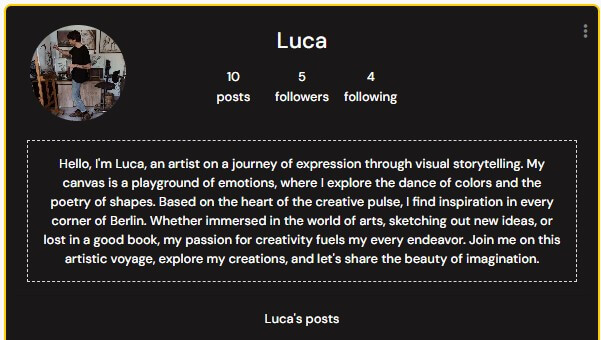 Luca
10 5 4
posts followers following
Hello, I'm Luca, an artist on a journey of expression through visual storytelling. My
canvas is a playground of emotions, where I explore the dance of colors and the
poetry of shapes. Based on the heart of the creative pulse, I find inspiration in every
corner of Berlin. Whether immersed in the world of arts, sketching out new ideas, or
lost in a good book, my passion for creativity fuels my every endeavor. Join me on this
artistic voyage, explore my creations, and let's share the beauty of imagination.
Luca's posts